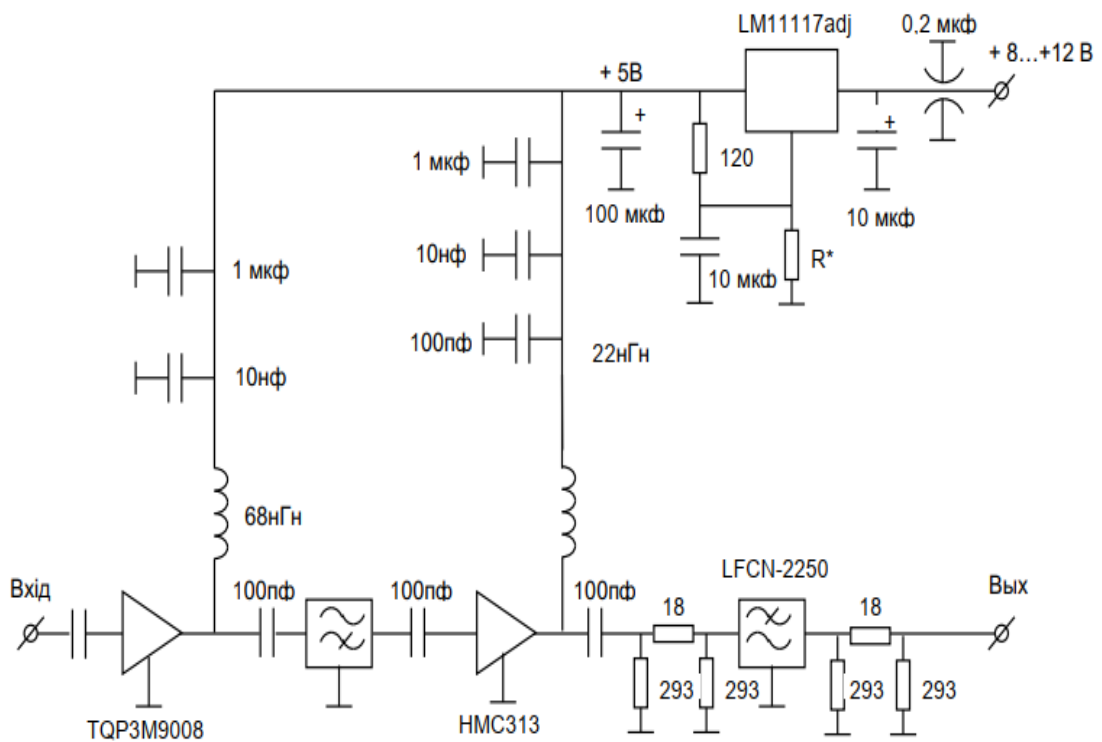 LM11117adj
0,2 мкф
+ 8...+12 В
+ 5В
+
+
1 мкф
120
100 мкф
10 мкф
1 мкф
10нф
10 мкф
R*
100пф
22нГн
10нф
68нГн
LFCN-2250
Вхід
100пф
100пф
100пф
18
18
Вых
293
293
293
293
TQP3M9008
HMC313